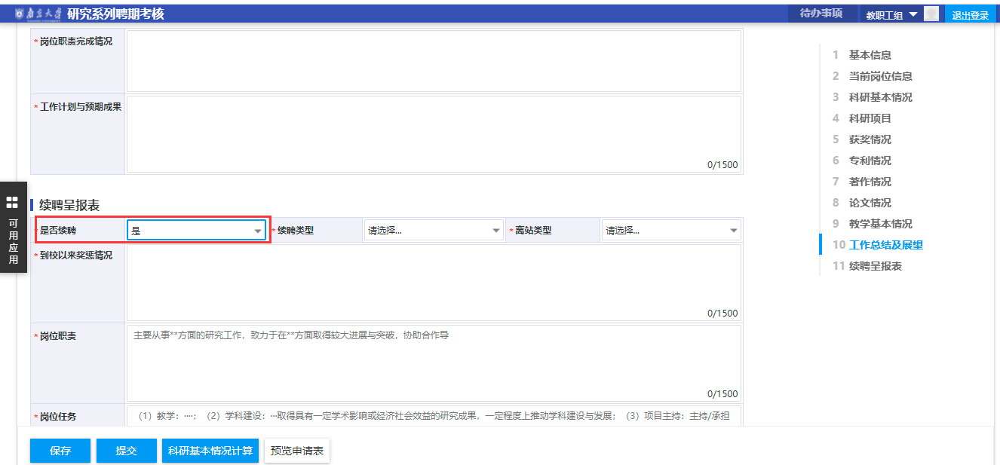 南京大学 研究系列聘期考核 待办事项 教职工组 退出登录
*岗位职责完成情况
*工作计划与预期成果
0/1500
续聘呈报表
*是否续聘 是 *续聘类型 请选择... *离站类型 请选择...
*到校以来奖惩情况
0/1500
*岗位职责 主要从事**方面的研究工作，致力于在**方面取得较大进展与突破，协助合作导
0/1500
*岗位任务 （1）教学：····；（2）学科建设：···取得具有一定学术影响或经济社会效益的研究成果，一定程度上推动学科建设与发展；（3）项目主持：主持/承担
保存 提交 科研基本情况计算 预览申请表
可用应用
1 基本信息
2 当前岗位信息
3 科研基本情况
4 科研项目
5 获奖情况
6 专利情况
7 著作情况
8 论文情况
9 教学基本情况
10 工作总结及展望
11 续聘呈报表